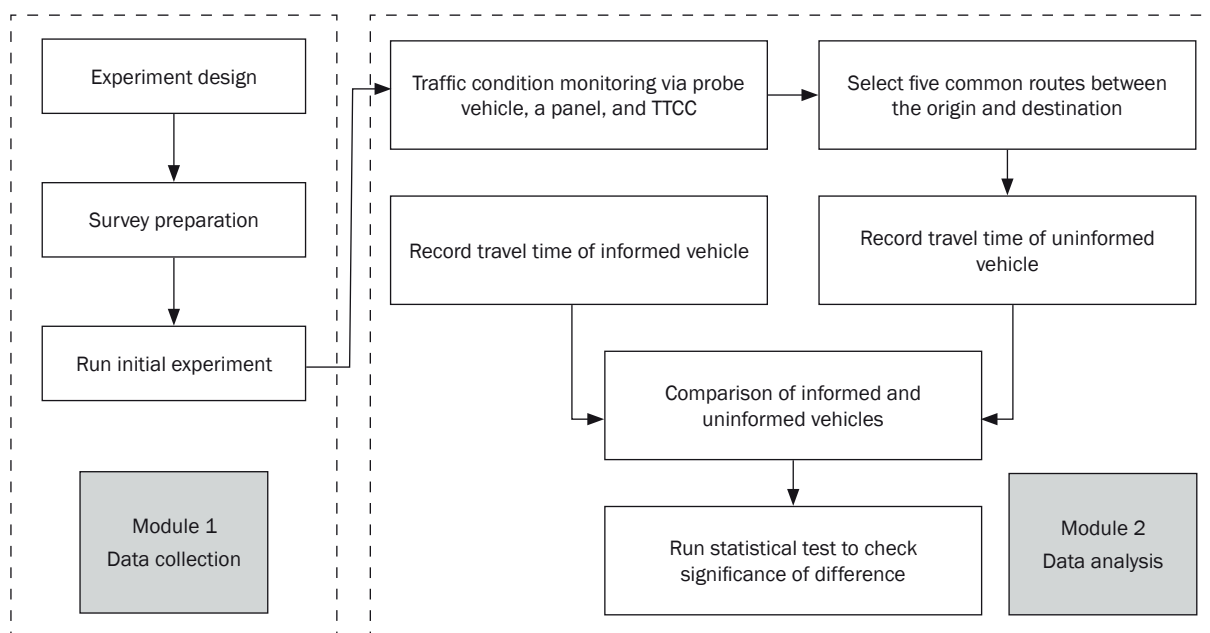 Experiment design
Survey preparation
Run initial experiment
Module 1
Data collection
Traffic condition monitoring via probe
vehicle, a panel, and TTCC
Select five common routes between
the origin and destination
Record travel time of informed vehicle
Record travel time of uninformed
vehicle
Comparison of informed and
uninformed vehicles
Run statistical test to check
significance of difference
Module 2
Data analysis